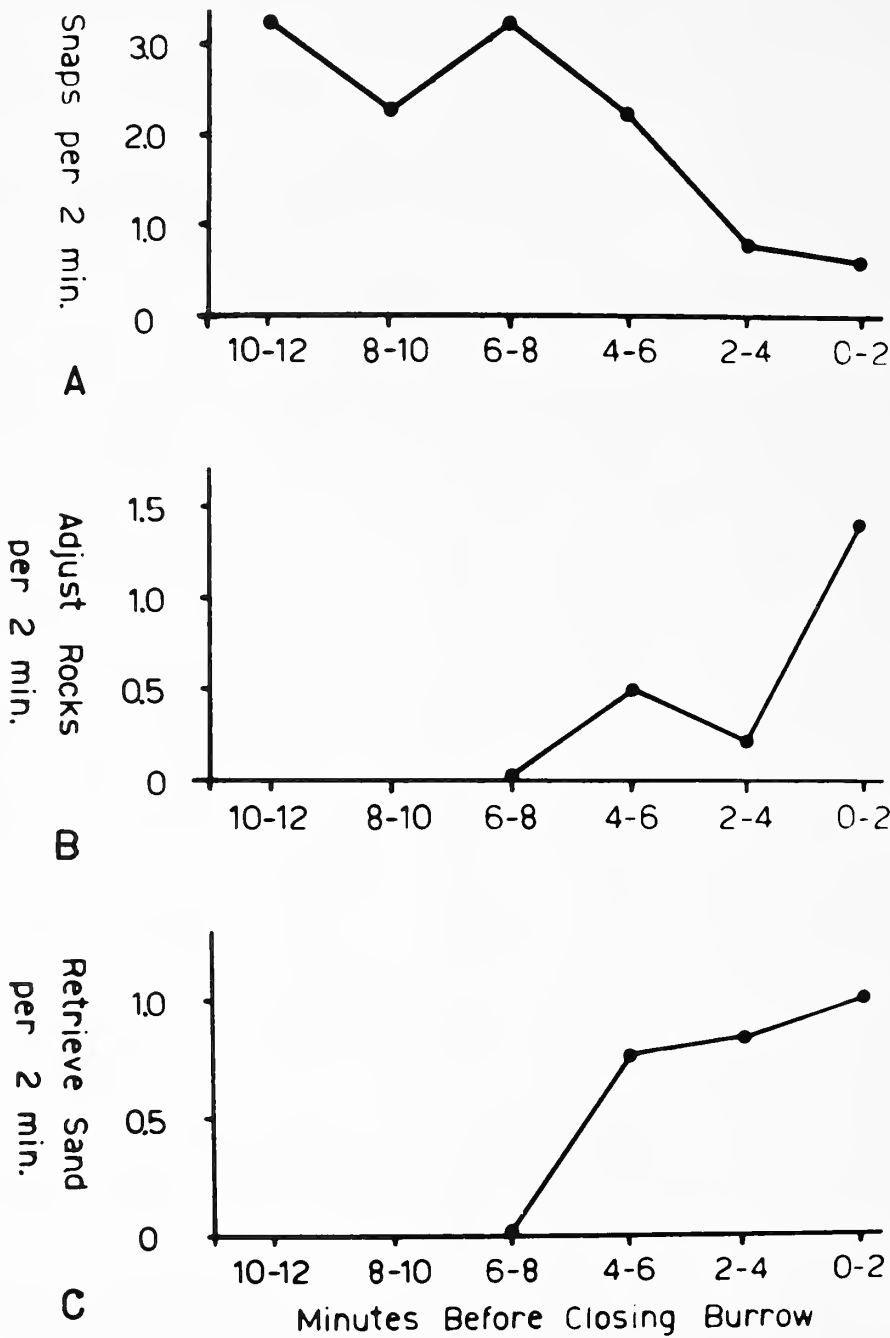 Snaps per 2 min.
3.0
2.0
1.0
0
10-12 8-10 6-8 4-6 2-4 0-2
A
Adjust Rocks
per 2 min.
1.5
1.0
0.5
0
10-12 8-10 6-8 4-6 2-4 0-2
B
Retrieve Sand
per 2 min.
1.0
0.5
0
10-12 8-10 6-8 4-6 2-4 0-2
C
Minutes Before Closing Burrow